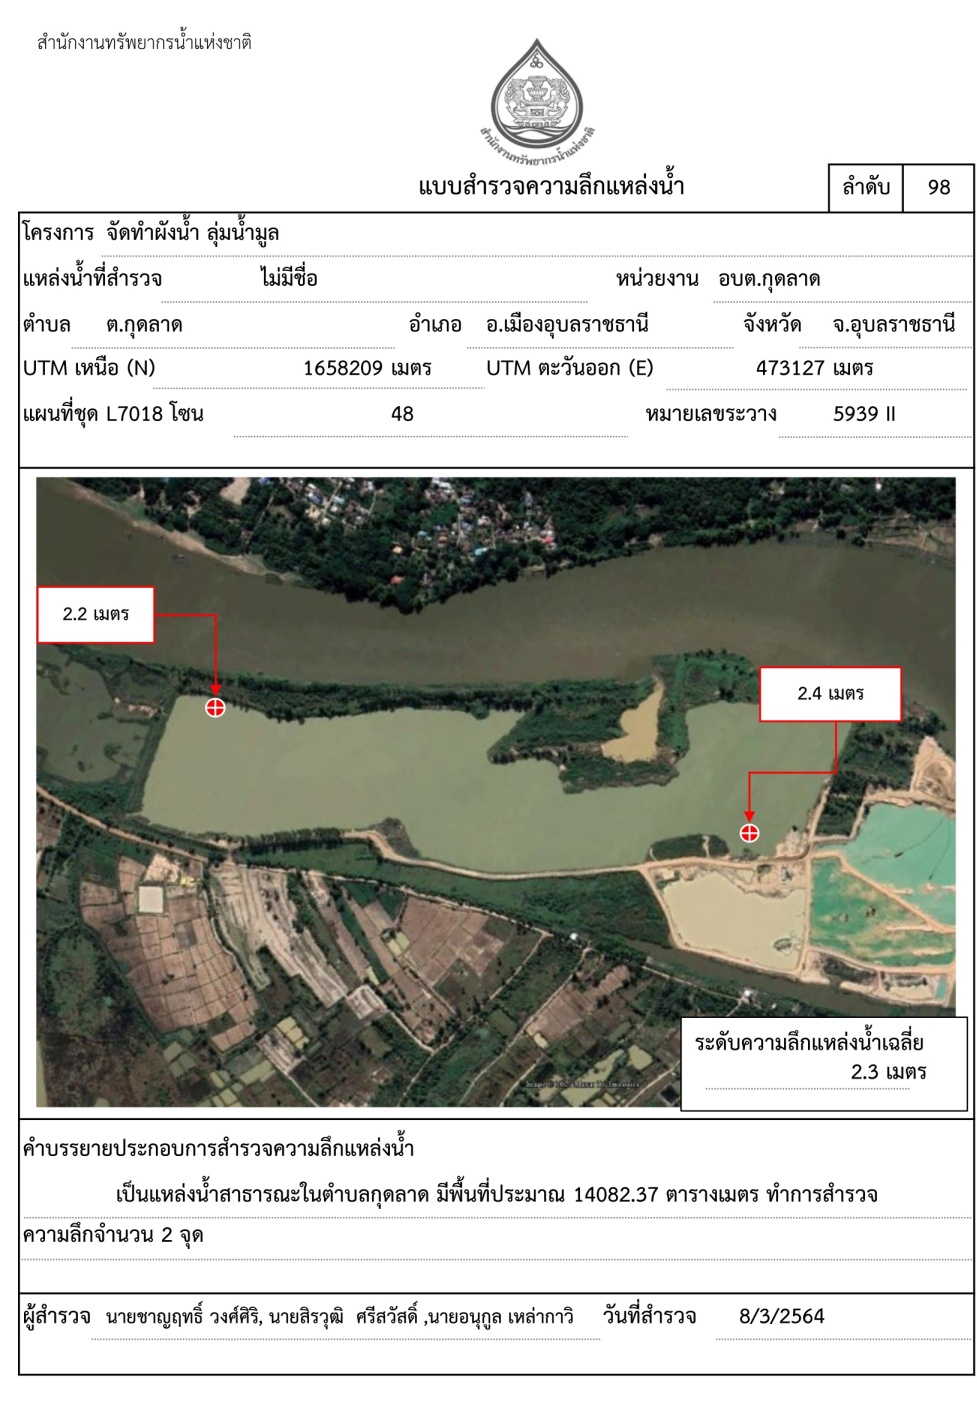 สำนักงานทรัพยากรน้ำแห่งชาติ
สำนักงานทรัพยากรน้ำแห่งชาติ
แบบสำรวจความลึกแหล่งน้ำ
ลำดับ 98
โครงการ จัดทำผังน้ำ ลุ่มน้ำมูล
แหล่งน้ำที่สำรวจ ไม่มีชื่อ หน่วยงาน อบต.กุดลาด
ตำบล ต.กุดลาด อำเภอ อ.เมืองอุบลราชธานี จังหวัด จ.อุบลราชธานี
UTM เหนือ (N) 1658209 เมตร UTM ตะวันออก (E) 473127 เมตร
แผนที่ชุด L7018 โซน 48 หมายเลขระวาง 5939 II
2.2 เมตร
2.4 เมตร
ระดับความลึกแหล่งน้ำเฉลี่ย
2.3 เมตร
คำบรรยายประกอบการสำรวจความลึกแหล่งน้ำ
เป็นแหล่งน้ำสาธารณะในตำบลกุดลาด มีพื้นที่ประมาณ 14082.37 ตารางเมตร ทำการสำรวจ
ความลึกจำนวน 2 จุด
ผู้สำรวจ นายชาญฤทธิ์ วงศ์ศิริ, นายสิรวุฒิ ศรีสวัสดิ์ ,นายอนุกูล เหล่ากาวิ วันที่สำรวจ 8/3/2564